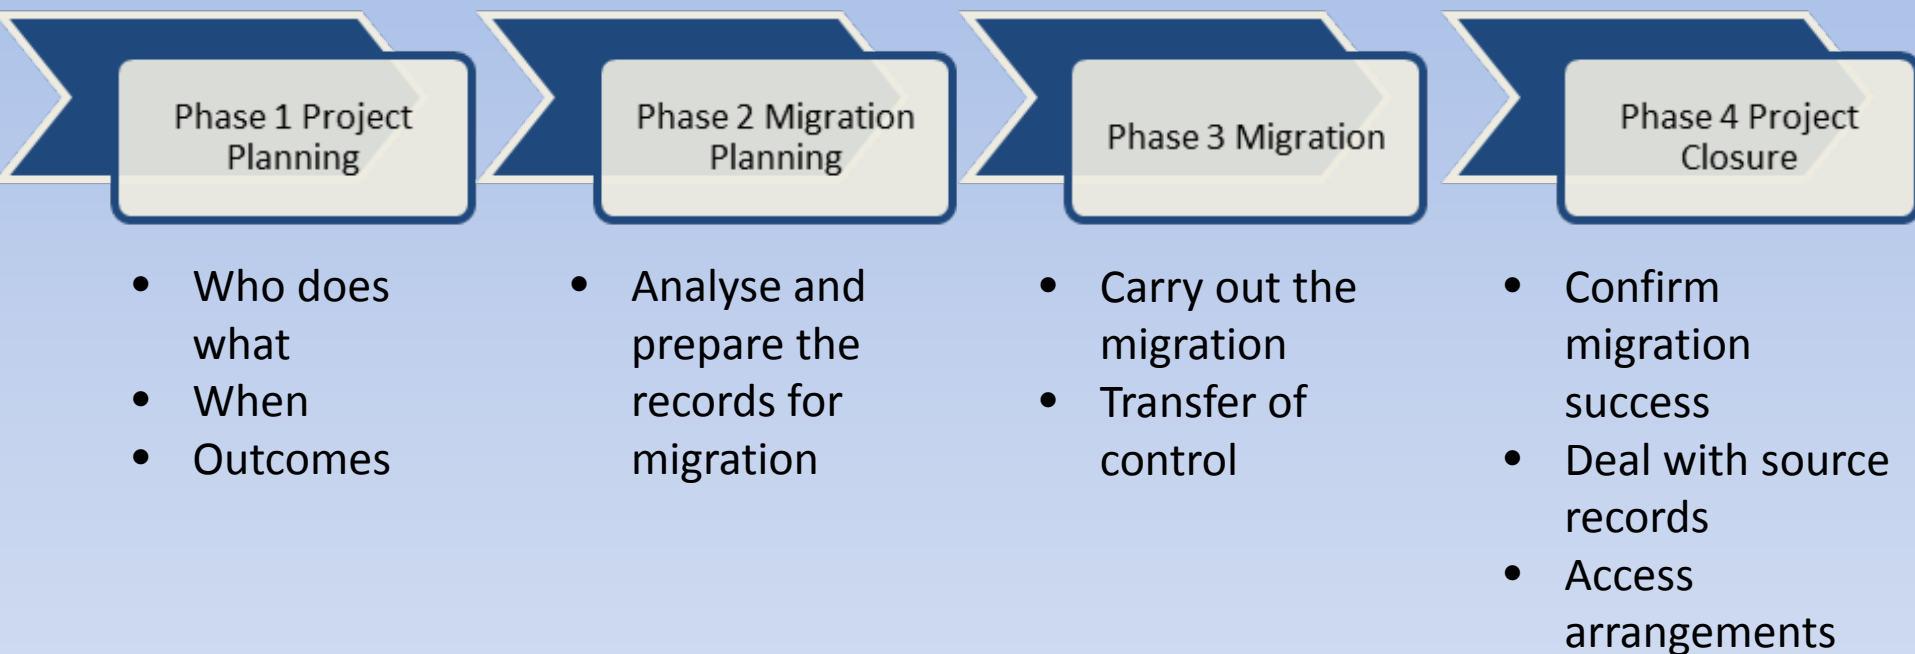 Phase 1 Project
Planning
• Who does
what
• When
• Outcomes
Phase 2 Migration
Planning
• Analyse and
prepare the
records for
migration
Phase 3 Migration
• Carry out the
migration
• Transfer of
control
Phase 4 Project
Closure
• Confirm
migration
success
• Deal with source
records
• Access
arrangements